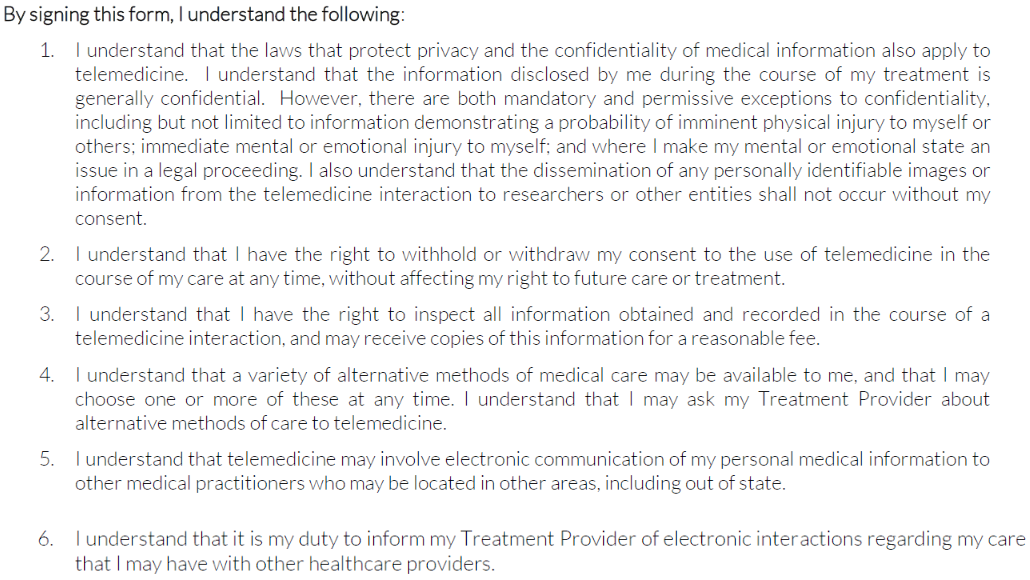 By signing this form, I understand the following:
1. I understand that the laws that protect privacy and the confidentiality of medical information also apply to
telemedicine. I understand that the information disclosed by me during the course of my treatment is
generally confidential. However, there are both mandatory and permissive exceptions to confidentiality,
including but not limited to information demonstrating a probability of imminent physical injury to myself or
others; immediate mental or emotional injury to myself; and where I make my mental or emotional state an
issue in a legal proceeding. I also understand that the dissemination of any personally identifiable images or
information from the telemedicine interaction to researchers or other entities shall not occur without my
consent.
2. I understand that I have the right to withhold or withdraw my consent to the use of telemedicine in the
course of my care at any time, without affecting my right to future care or treatment.
3. I understand that I have the right to inspect all information obtained and recorded in the course of a
telemedicine interaction, and may receive copies of this information for a reasonable fee.
4. I understand that a variety of alternative methods of medical care may be available to me, and that I may
choose one or more of these at any time. I understand that I may ask my Treatment Provider about
alternative methods of care to telemedicine.
5. I understand that telemedicine may involve electronic communication of my personal medical information to
other medical practitioners who may be located in other areas, including out of state.
6. I understand that it is my duty to inform my Treatment Provider of electronic interactions regarding my care
that I may have with other healthcare providers.